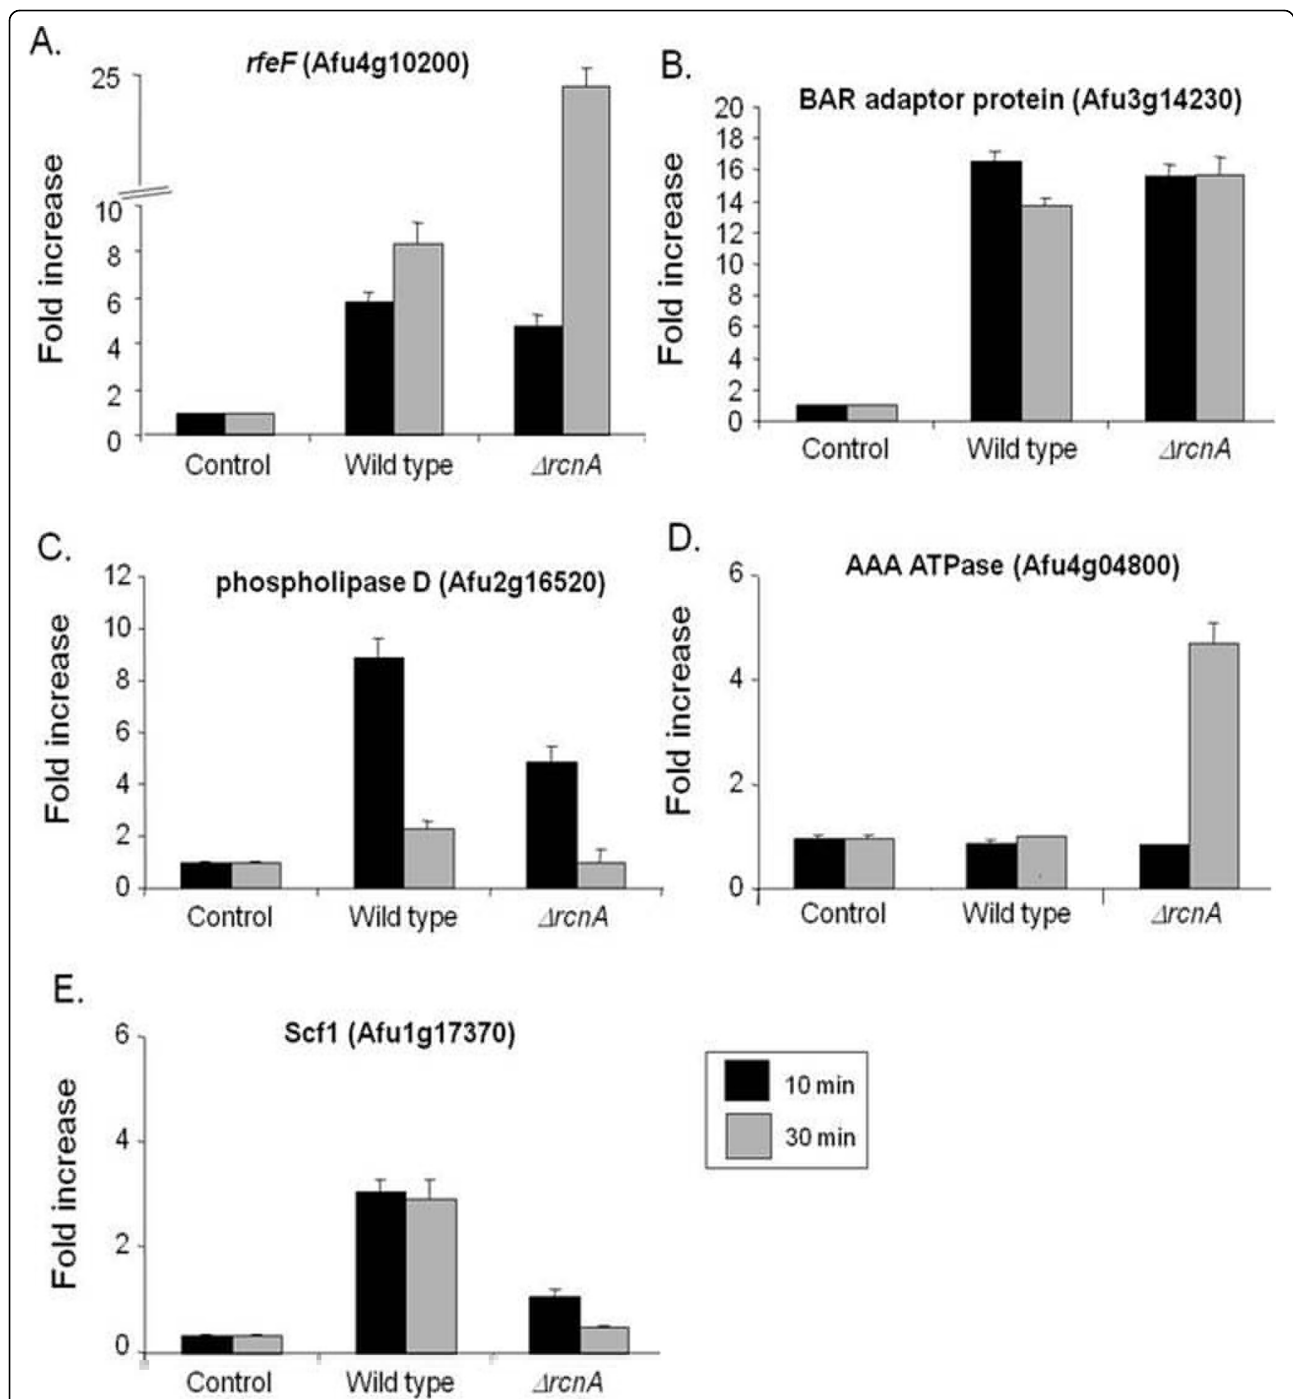 A.
rfeF (Afu4g10200)
Fold increase
25
10
8
6
4
2
0
Control Wild type ΔrcnA
B.
BAR adaptor protein (Afu3g14230)
Fold increase
20
18
16
14
12
10
8
6
4
2
0
Control Wild type ΔrcnA
C.
phospholipase D (Afu2g16520)
Fold increase
12
10
8
6
4
2
0
Control Wild type ΔrcnA
D.
AAA ATPase (Afu4g04800)
Fold increase
6
4
2
0
Control Wild type ΔrcnA
E.
Scf1 (Afu1g17370)
Fold increase
6
4
2
0
Control Wild type ΔrcnA
10 min
30 min